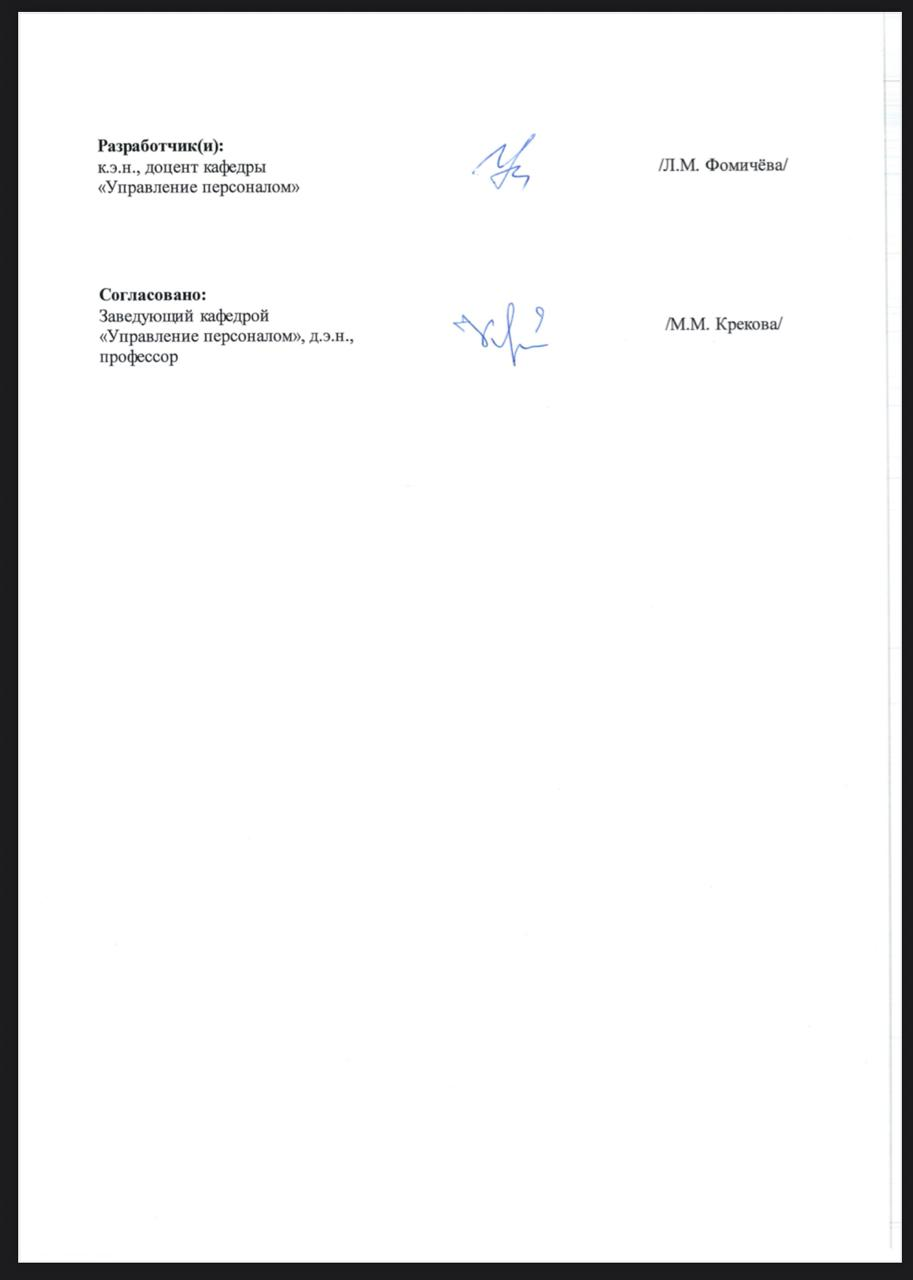 Разработчик(и):
к.э.н., доцент кафедры
«Управление персоналом»
/Л.М. Фомичёва/
Согласовано:
Заведующий кафедрой
«Управление персоналом», д.э.н.,
профессор
/М.М. Крекова/